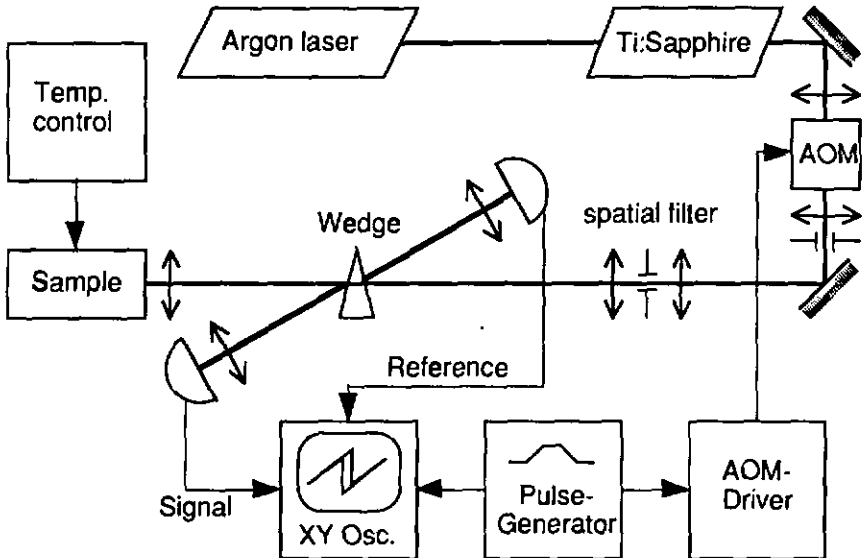 Argon laser
Ti:Sapphire
Temp.
control
AOM
Wedge
spatial filter
Sample
Reference
Signal
XY Osc.
Pulse-
Generator
AOM-
Driver